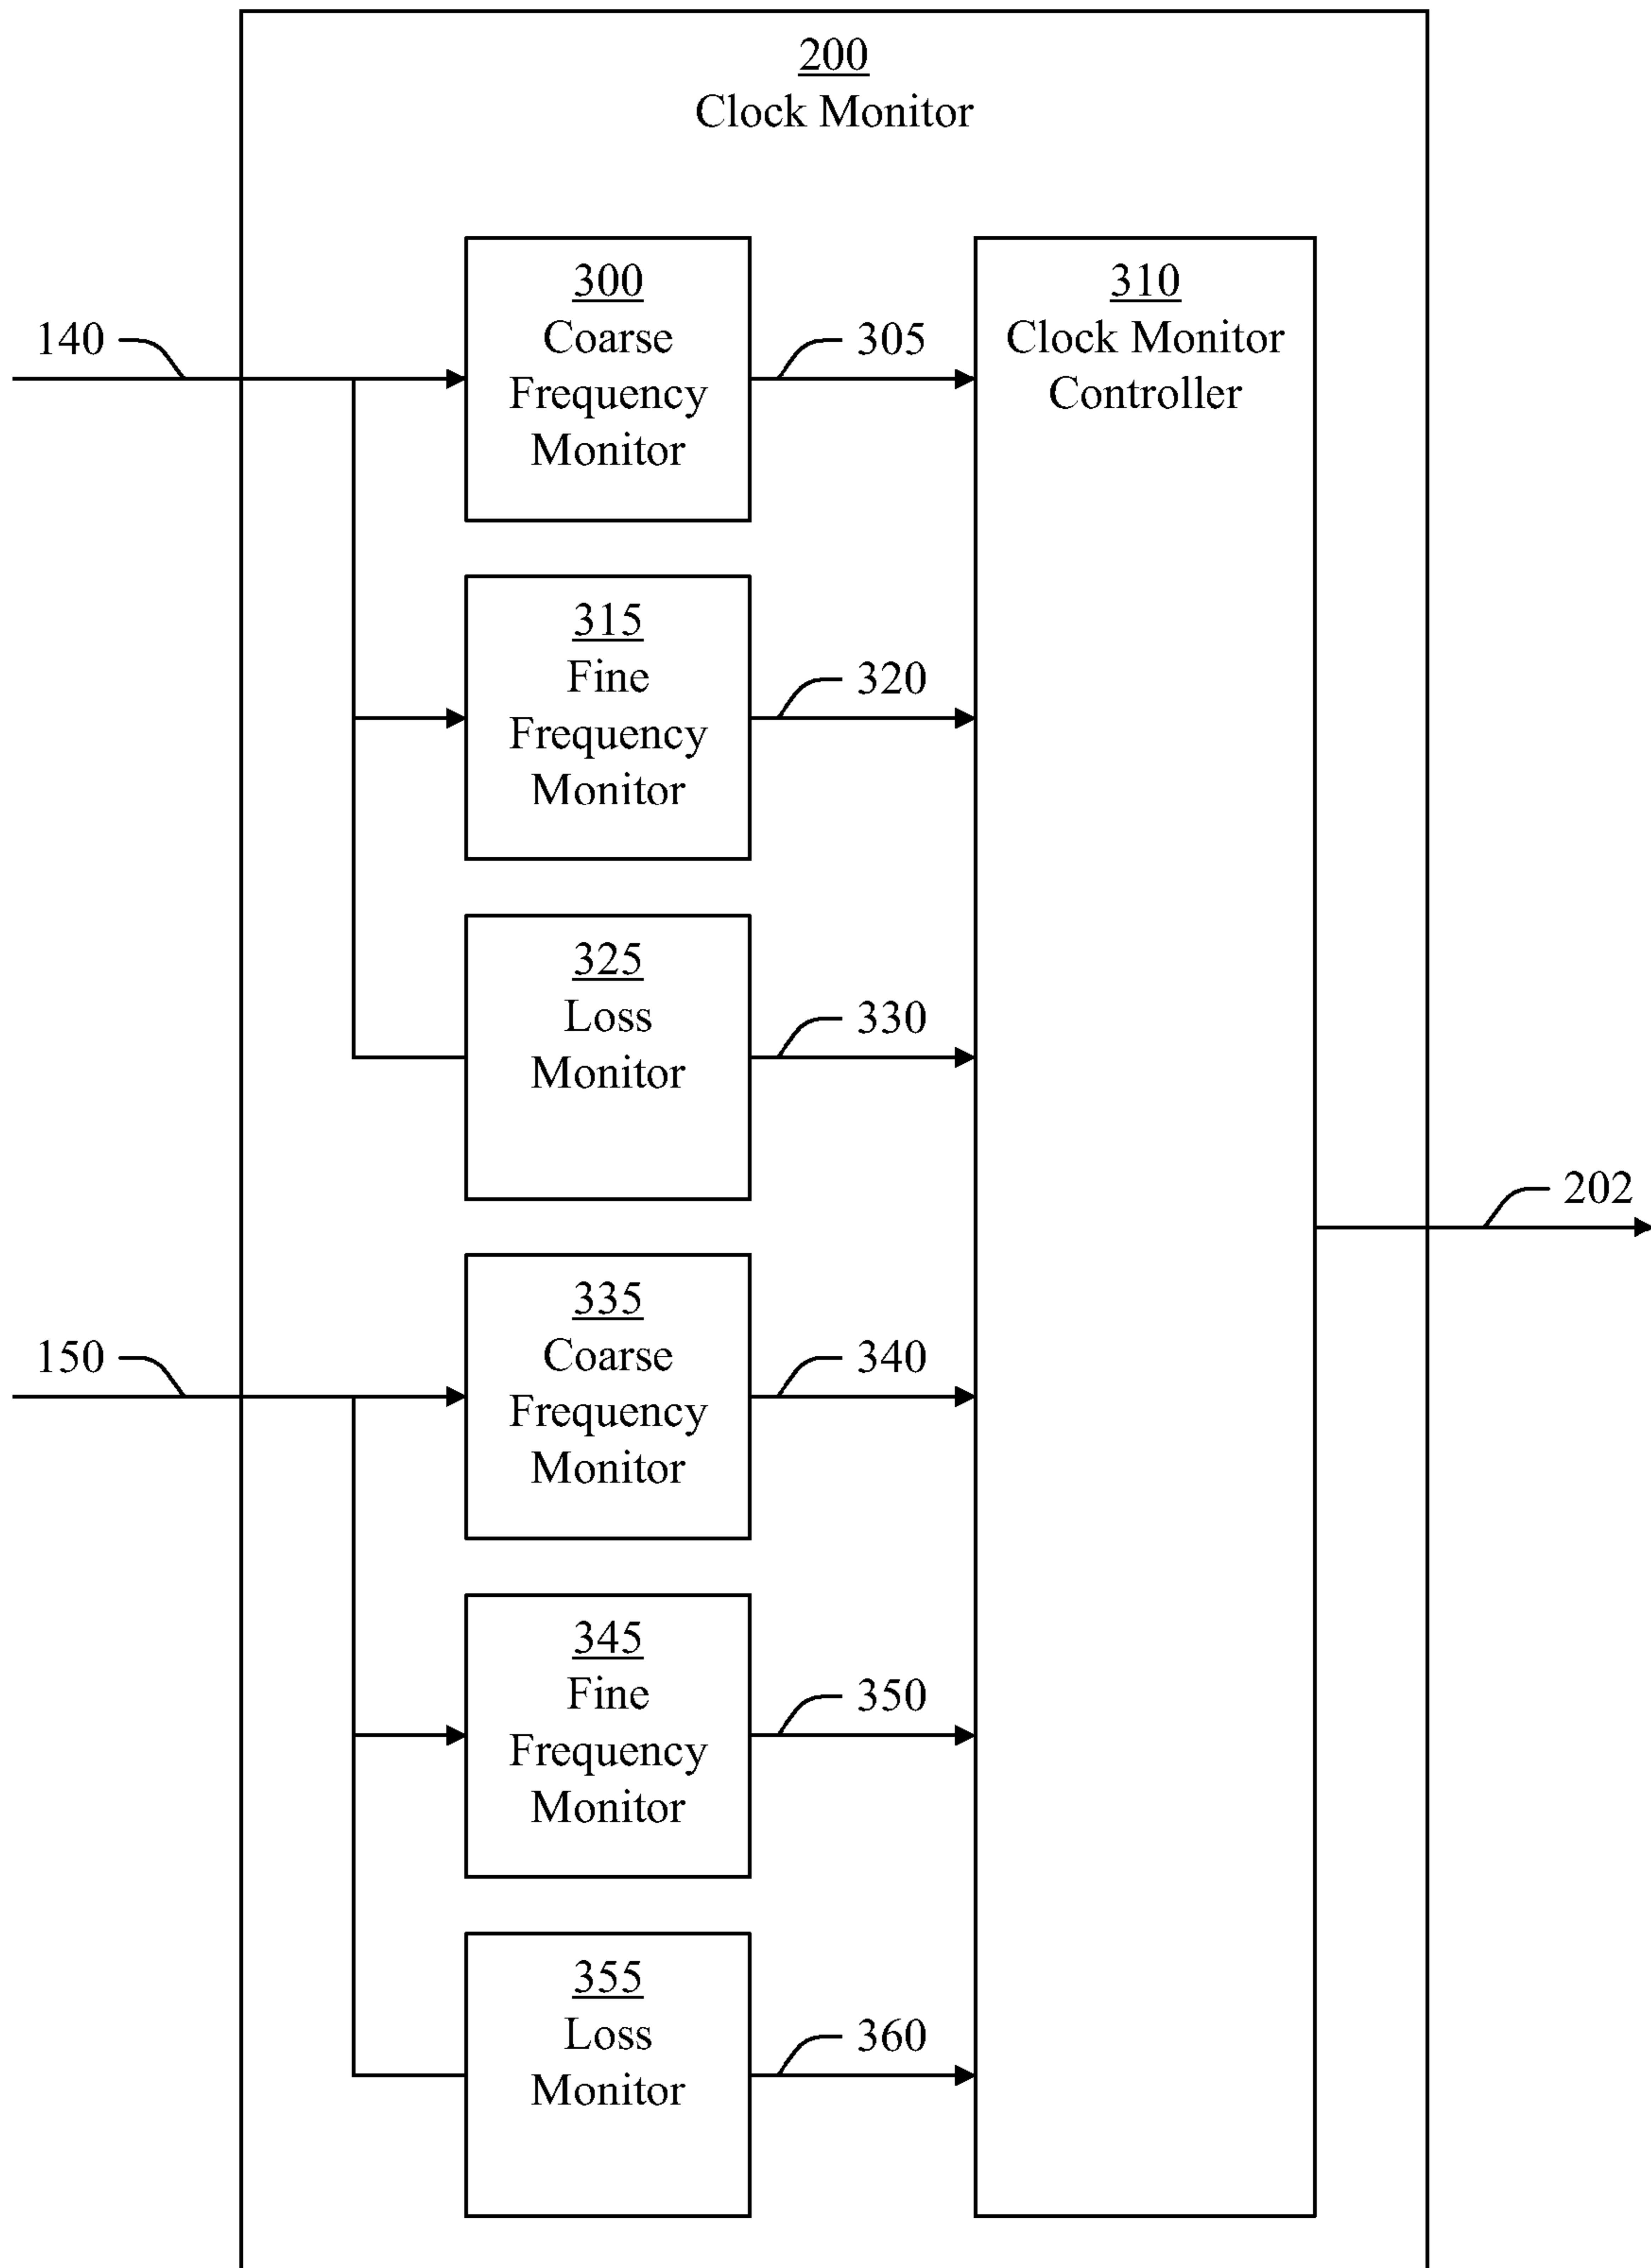 200
Clock Monitor
300
Coarse
Frequency
Monitor
310
Clock Monitor
Controller
140
305
315
Fine
Frequency
Monitor
320
325
Loss
Monitor
330
202
335
Coarse
Frequency
Monitor
150
340
345
Fine
Frequency
Monitor
350
355
Loss
Monitor
360